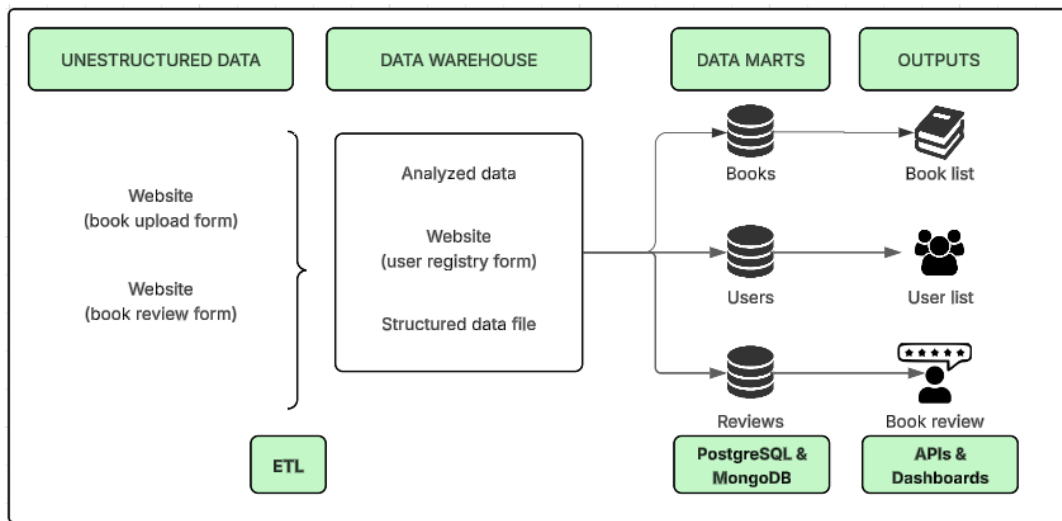 UNESTRUCTURED DATA
DATA WAREHOUSE
DATA MARTS
OUTPUTS
Website
(book upload form)
Website
(book review form)
ETL
Analyzed data
Website
(user registry form)
Structured data file
Books
Users
Reviews
PostgreSQL &
MongoDB
Book list
User list
Book review
APIs &
Dashboards